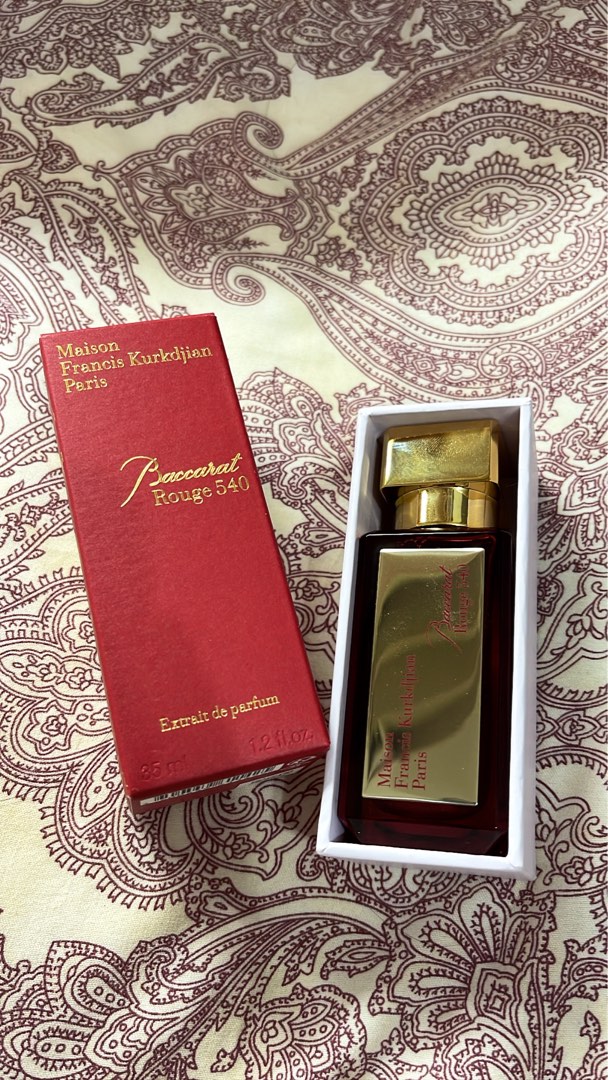 Maison
Francis Kurkdjian
Paris
Baccarat
Rouge 540
Extrait de parfum
35 ml
1.2 fl.oz.
Baccarat
Rouge 540
Maison
Francis Kurkdjian
Paris